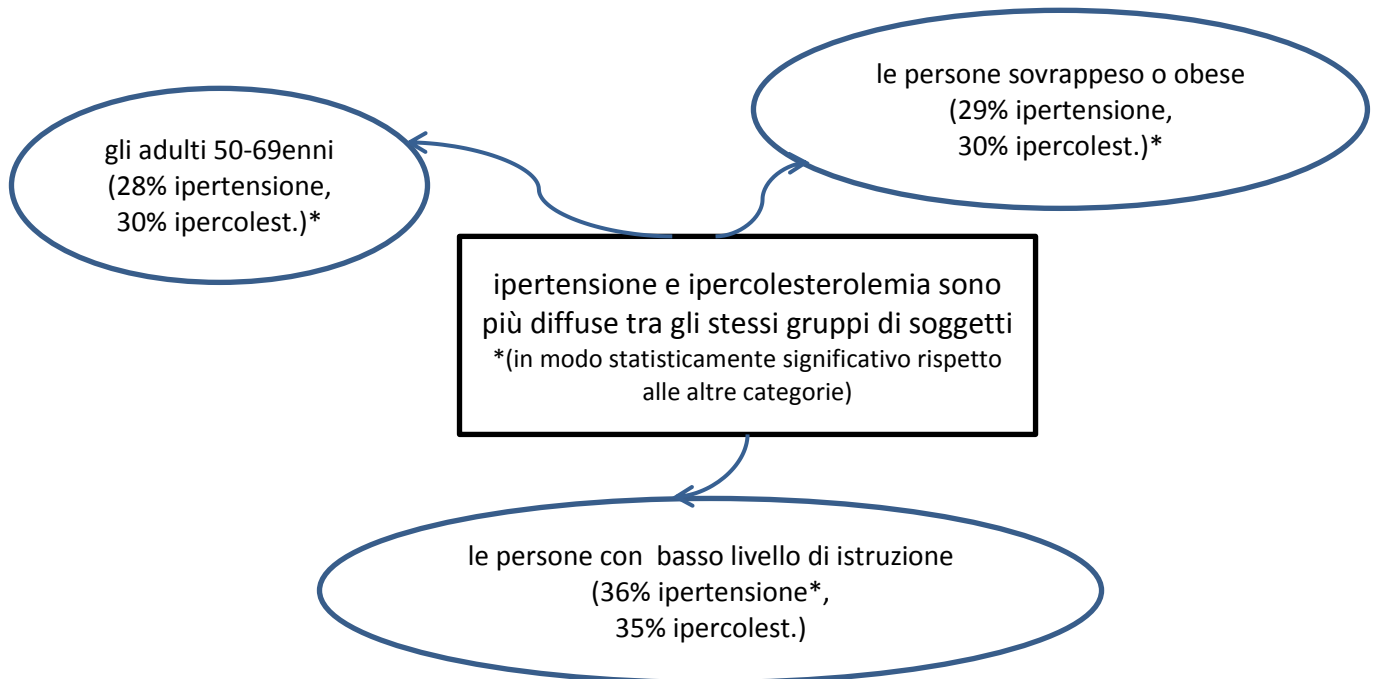 le persone sovrappeso o obese
(29% ipertensione,
30% ipercolest.)*
gli adulti 50-69enni
(28% ipertensione,
30% ipercolest.)*
ipertensione e ipercolesterolemia sono
più diffuse tra gli stessi gruppi di soggetti
*(in modo statisticamente significativo rispetto
alle altre categorie)
le persone con basso livello di istruzione
(36% ipertensione*,
35% ipercolest.)